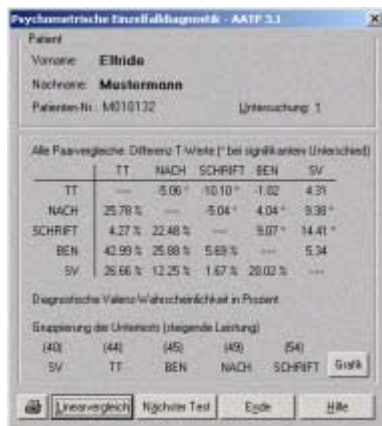 Psychometrische Einzelfalldiagnostik - AATP 3.1
Patient
Vorname: Elfride
Nachname: Mustermann
Patienten-Nr.: M010132 Untersuchung: 1
Alle Paarvergleiche: Differenz T-Werte (* bei signifikantem Unterschied)
TT NACH SCHRIFT BEN SV
TT --- -5.06 * -10.10 * -1.02 4.31
NACH 25.78 % --- -5.04 * 4.04 * 9.38 *
SCHRIFT 4.27 % 22.48 % --- 9.07 * 14.41 *
BEN 42.99 % 25.88 % 5.69 % --- 5.34
SV 26.66 % 12.25 % 1.67 % 20.02 % ---
Diagnostische Valenz-Wahrscheinlichkeit in Prozent
Gruppierung der Untertests (steigende Leistung)
(40) (44) (45) (49) (54)
SV TT BEN NACH SCHRIFT Grafik
Linearvergleich Nächster Test Ende Hilfe